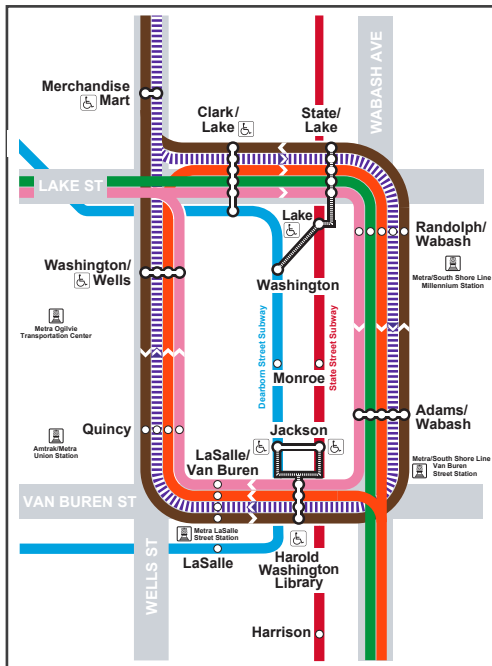 WABASH AVE
Merchandise
Mart
Clark/
Lake
State/
Lake
LAKE ST
Lake
Randolph/
Wabash
Washington/
Wells
Washington
Metra/South Shore Line
Millennium Station
Metra Ogilvie
Transportation Center
Dearborn Street Subway
State Street Subway
Monroe
Adams/
Wabash
Quincy
Jackson
Amtrak/Metra
Union Station
LaSalle/
Van Buren
Metra/South Shore Line
Van Buren
Street Station
VAN BUREN ST
Metra LaSalle
Street Station
WELLS ST
LaSalle
Harold
Washington
Library
Harrison